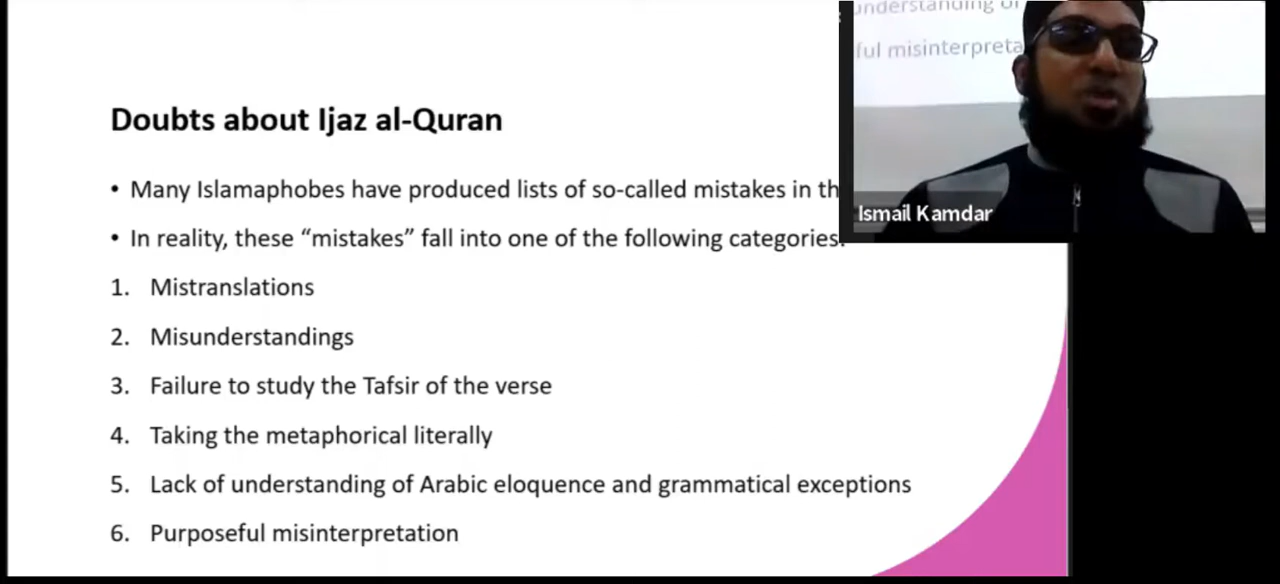 Doubts about Ijaz al-Quran
• Many Islamaphobes have produced lists of so-called mistakes in
• In reality, these “mistakes” fall into one of the following categories:
1. Mistranslations
2. Misunderstandings
3. Failure to study the Tafsir of the verse
4. Taking the metaphorical literally
5. Lack of understanding of Arabic eloquence and grammatical exceptions
6. Purposeful misinterpretation
understanding
Ismail Kamdar